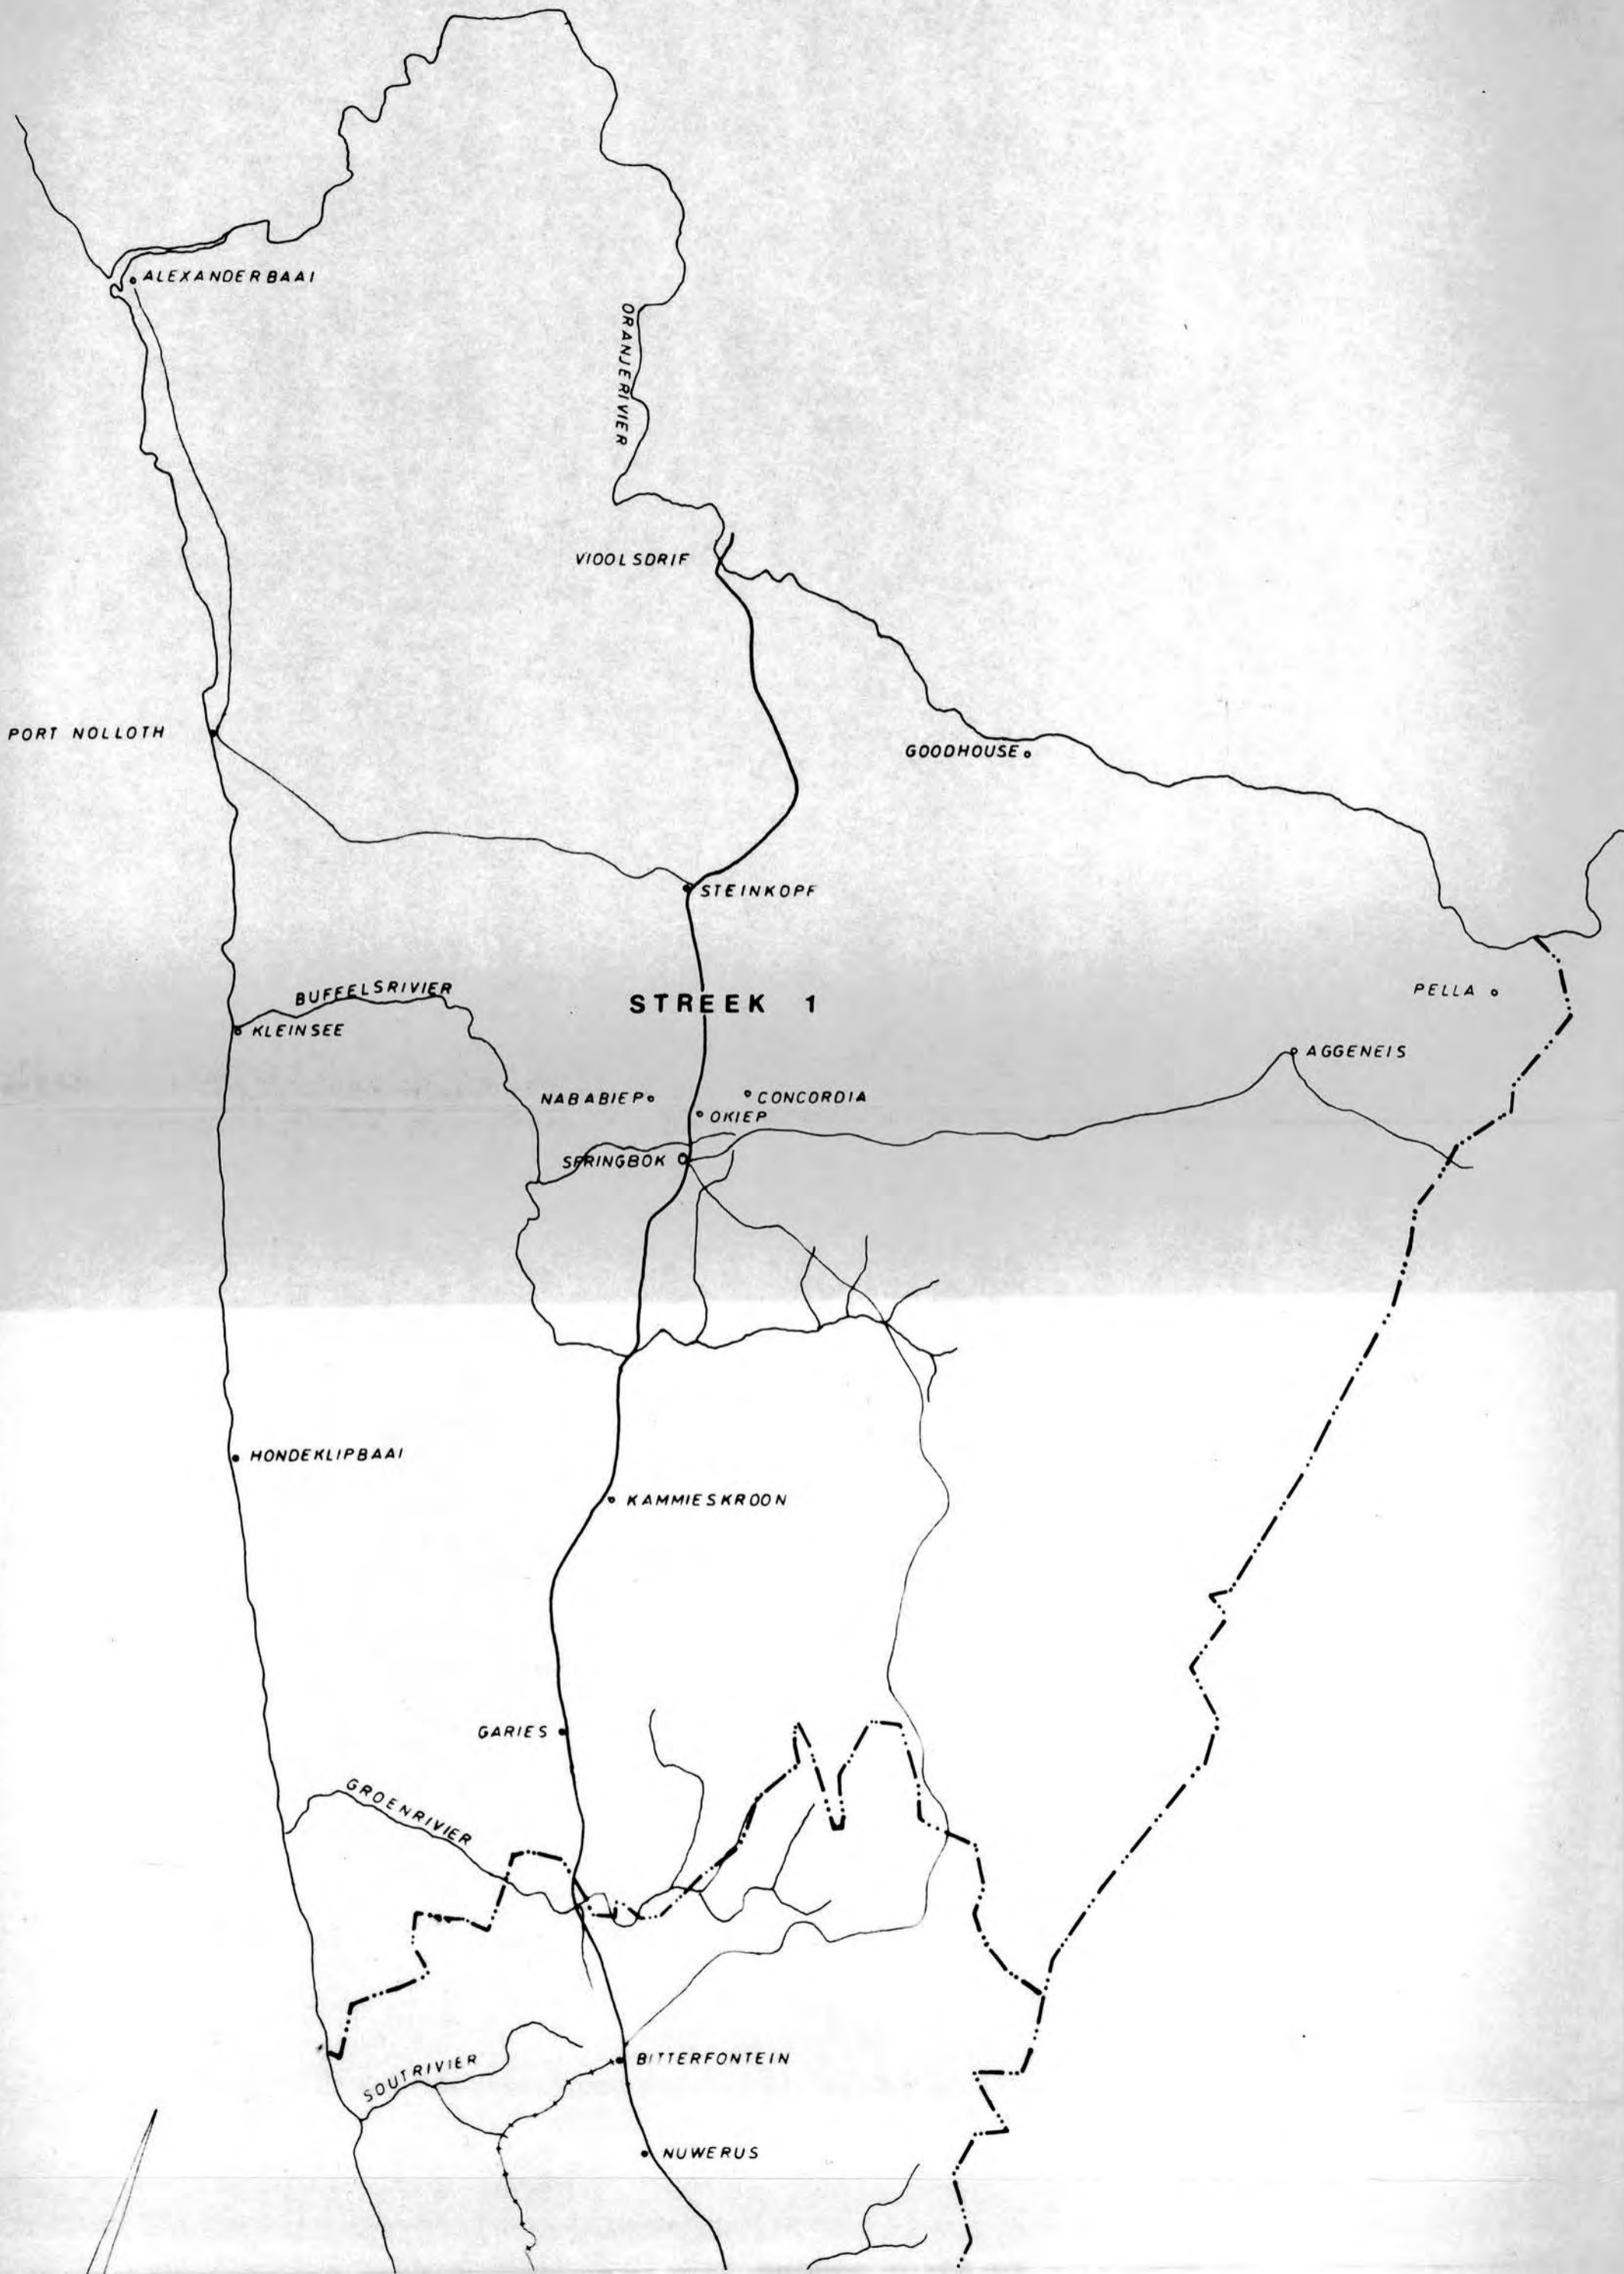 ALEXANDERBAAI
ORANJERIVIER
VIOOLSDRIF
PORT NOLLOTH
GOODHOUSE
STEINKOPF
BUFFELSRIVIER
STREEK 1
PELLA
KLEINSEE
AGGENEIS
NABABIEP
CONCORDIA
OKIEP
SPRINGBOK
HONDEKLIPBAAI
KAMMIESKROON
GARIES
GROENRIVIER
BITTERFONTEIN
SOUTRIVIER
NUWERUS